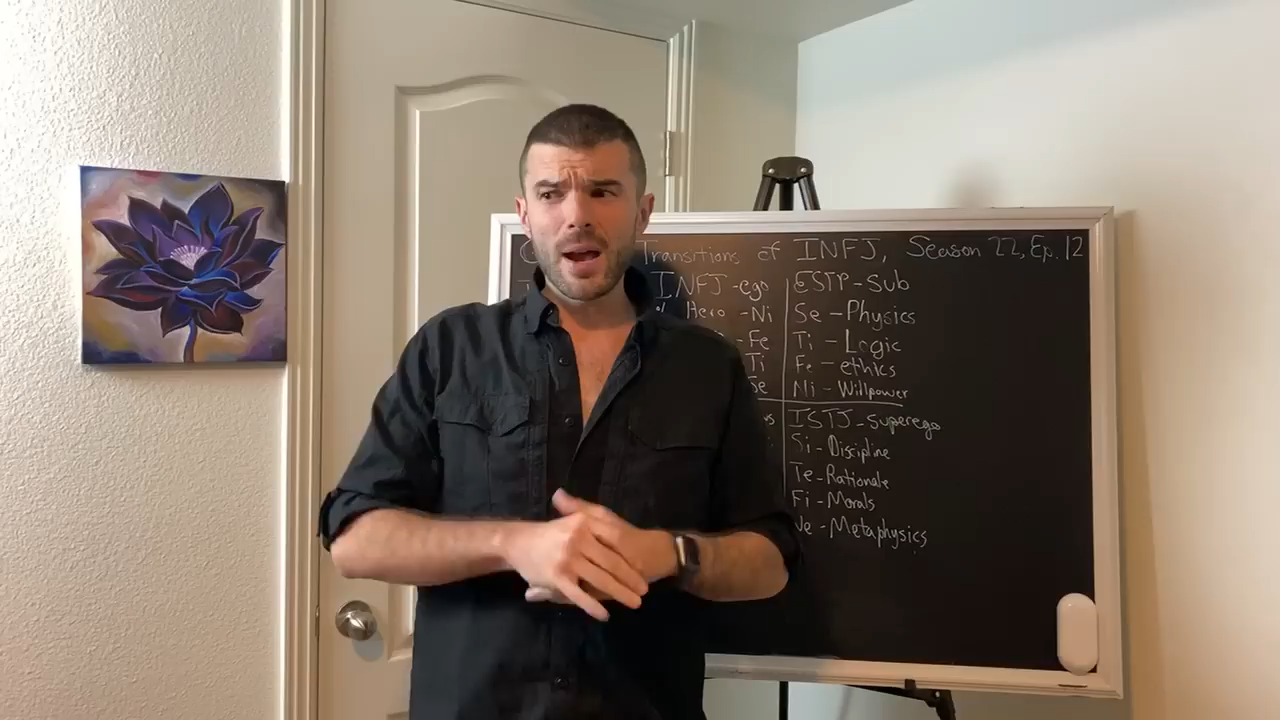 Transitions of INFJ, Season 22, Ep. 12
INFJ-ego
Hero -Ni
-Fe
Ti
Se
ESTP-Sub
Se - Physics
Ti - Logic
Fe - ethics
Ni - Willpower
ISTJ-Superego
Si - Discipline
Te - Rationale
Fi - Morals
Ne - Metaphysics